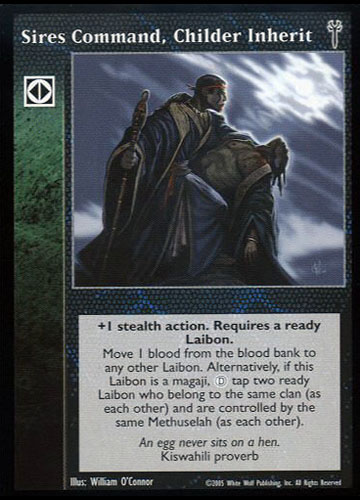 Sires Command, Childer Inherit
+1 stealth action. Requires a ready
Laibon.
Move 1 blood from the blood bank to
any other Laibon. Alternatively, if this
Laibon is a magaji, Ⓓ tap two ready
Laibon who belong to the same clan (as
each other) and are controlled by the
same Methuselah (as each other).
An egg never sits on a hen.
Kiswahili proverb
Illus: William O'Connor ©2005 White Wolf Publishing, Inc. All Rights Reserved